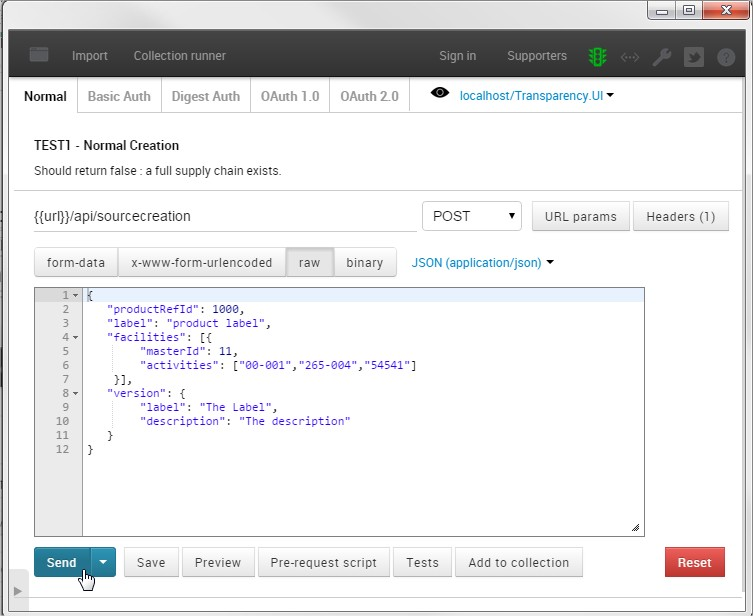 Import Collection runner Sign in Supporters
Normal Basic Auth Digest Auth OAuth 1.0 OAuth 2.0 localhost/Transparency.UI
TEST1 - Normal Creation
Should return false : a full supply chain exists.
{{url}}/api/sourcecreation POST URL params Headers (1)
form-data x-www-form-urlencoded raw binary JSON (application/json)
1 {
2 "productRefId": 1000,
3 "label": "product label",
4 "facilities": [{
5 "masterId": 11,
6 "activities": ["00-001","265-004","54541"]
7 }],
8 "version": {
9 "label": "The Label",
10 "description": "The description"
11 }
12 }
Send Save Preview Pre-request script Tests Add to collection Reset